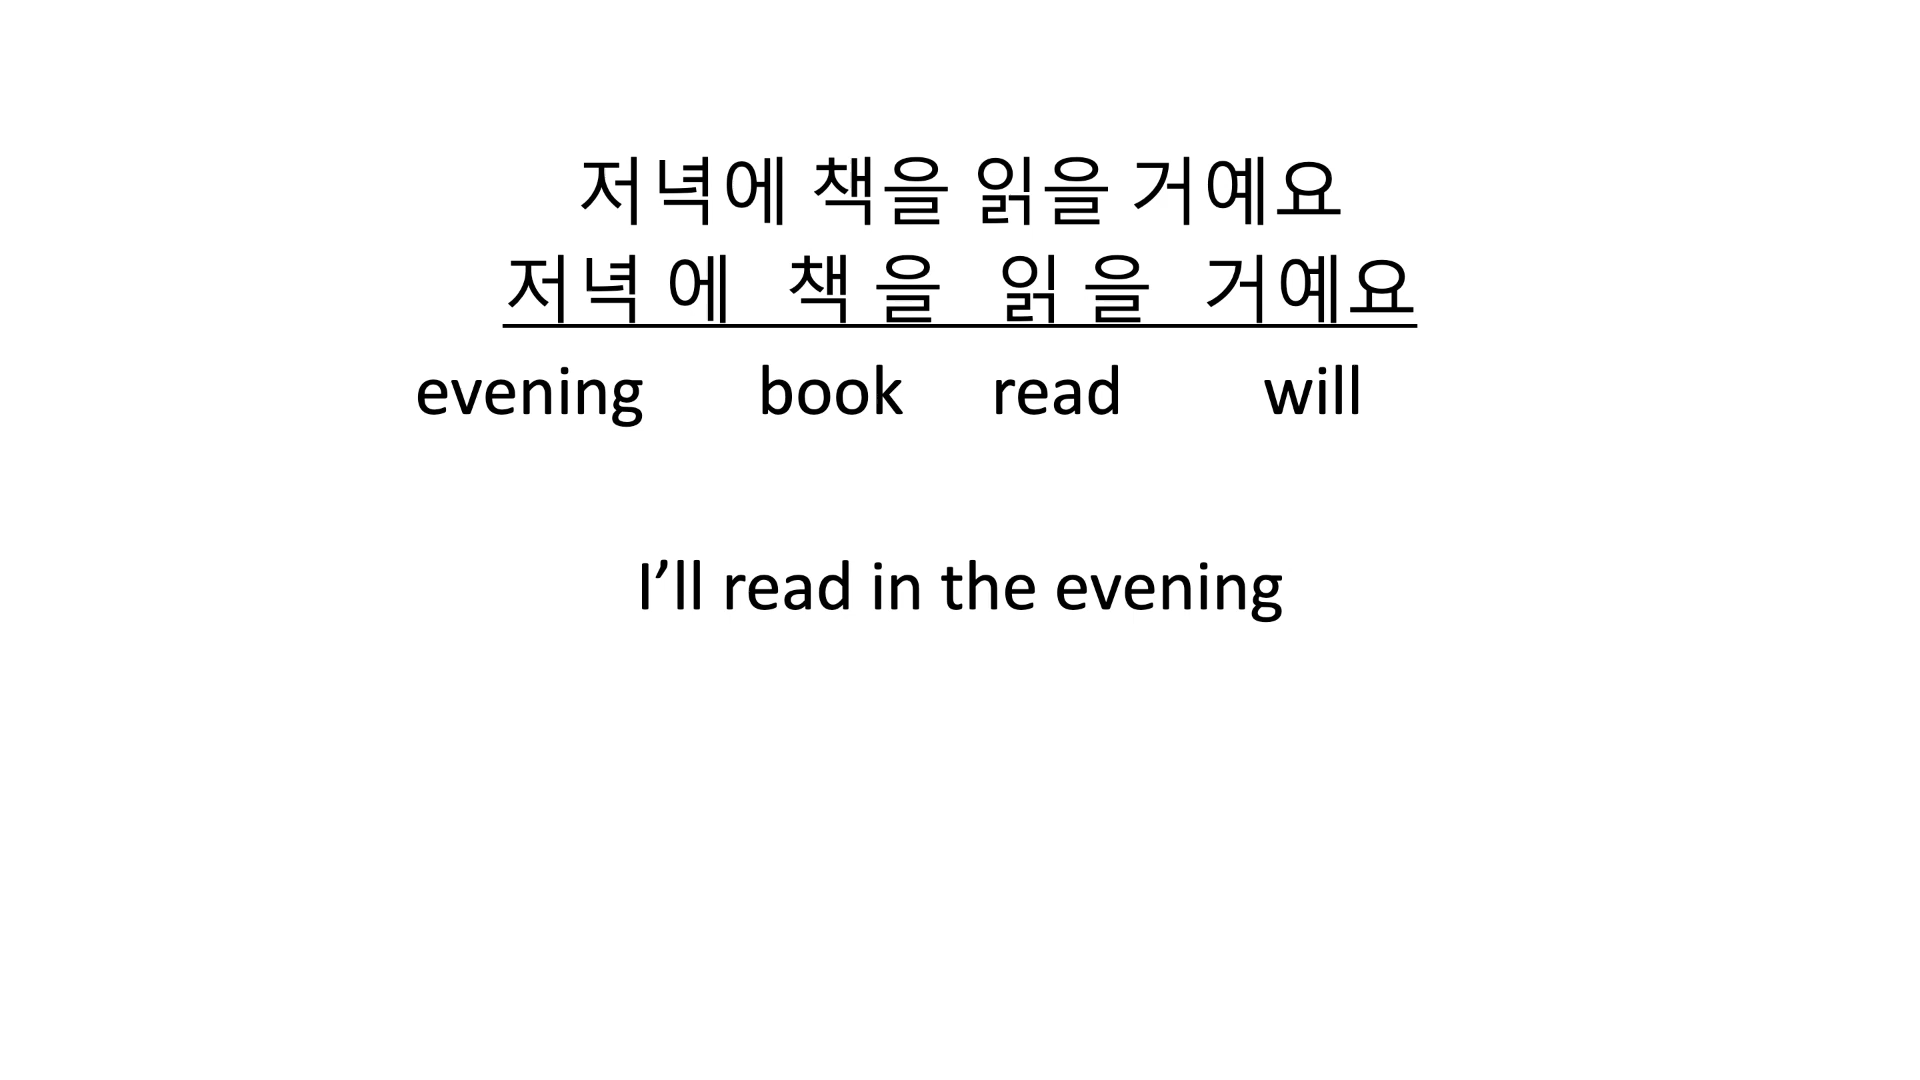 저녁에 책을 읽을 거예요
저녁 에 책 을 읽 을 거예요
evening book read will
I’ll read in the evening